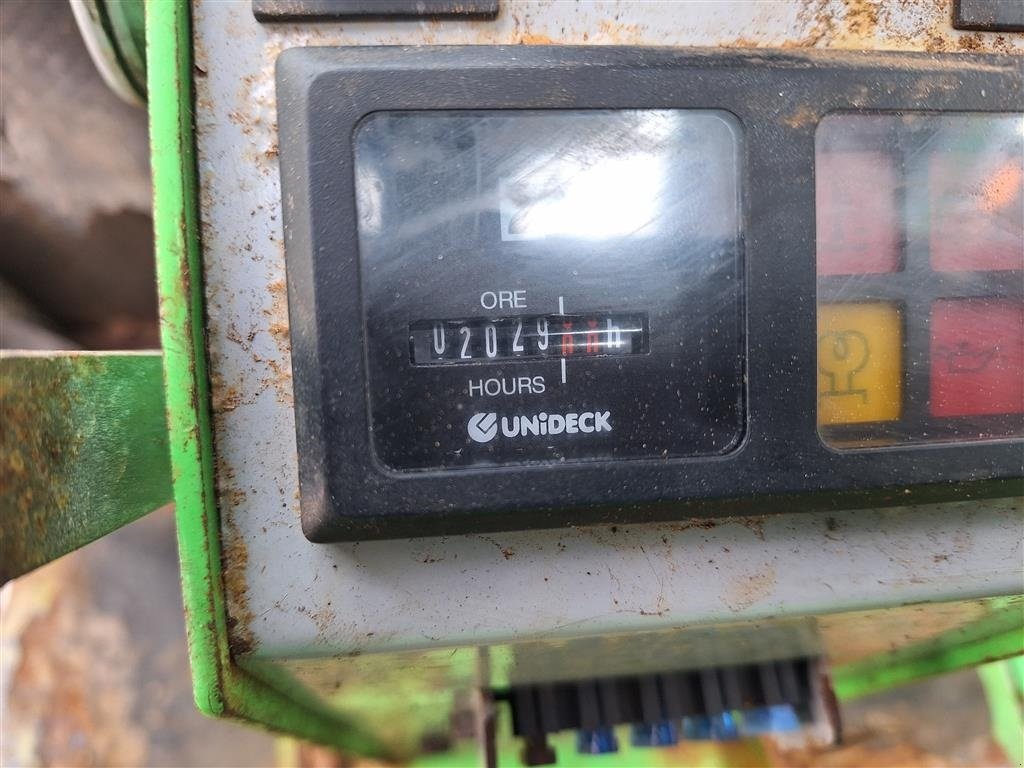 ORE
02029 h
HOURS
UNiDECK